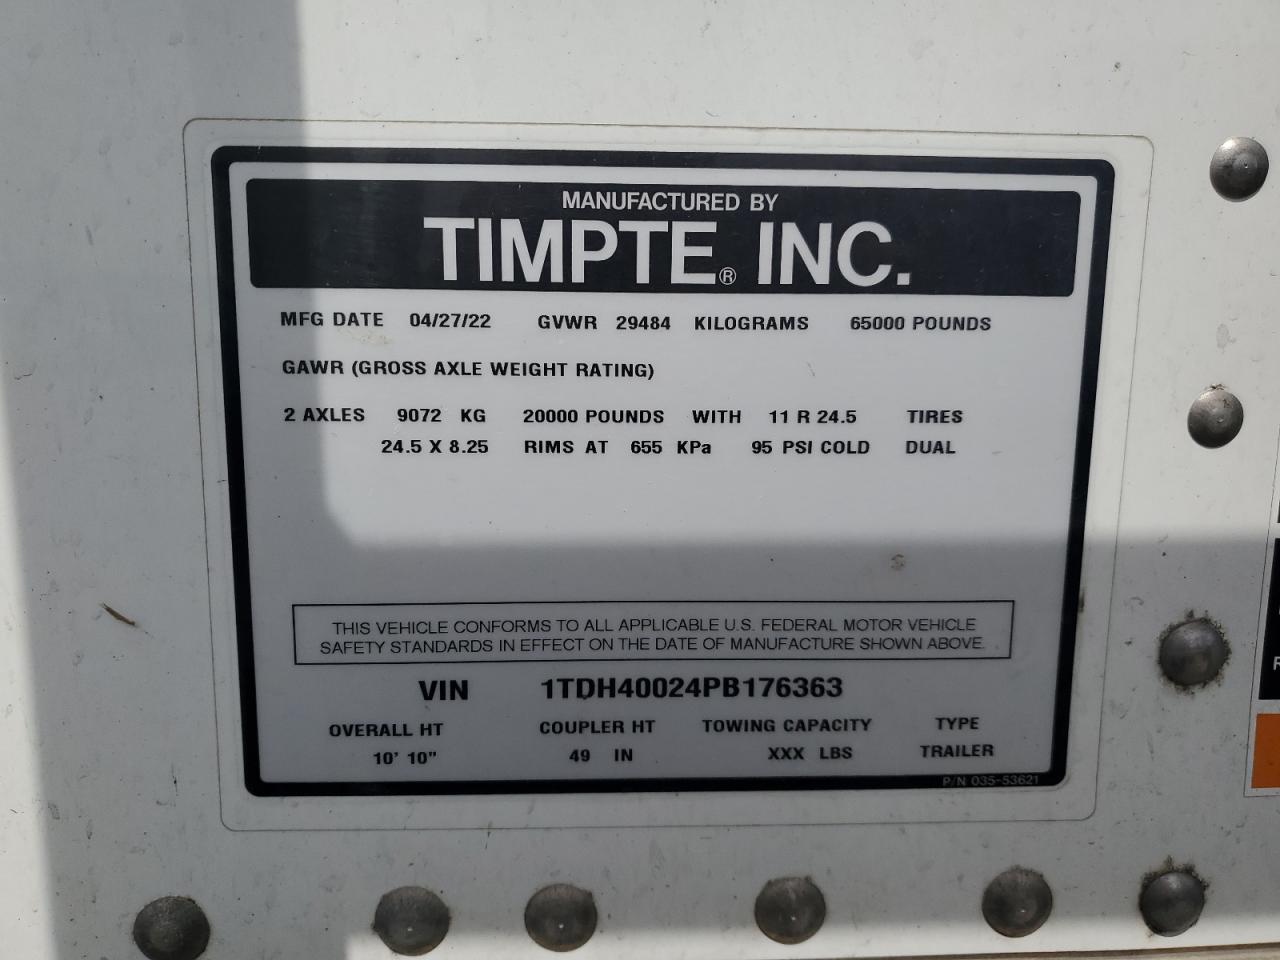 MANUFACTURED BY
TIMPTE® INC.
MFG DATE 04/27/22 GVWR 29484 KILOGRAMS 65000 POUNDS
GAWR (GROSS AXLE WEIGHT RATING)
2 AXLES 9072 KG 20000 POUNDS WITH 11 R 24.5 TIRES
24.5 X 8.25 RIMS AT 655 KPa 95 PSI COLD DUAL
THIS VEHICLE CONFORMS TO ALL APPLICABLE U.S. FEDERAL MOTOR VEHICLE
SAFETY STANDARDS IN EFFECT ON THE DATE OF MANUFACTURE SHOWN ABOVE.
VIN 1TDH40024PB176363
OVERALL HT COUPLER HT TOWING CAPACITY TYPE
10' 10" 49 IN XXX LBS TRAILER
P/N 035-53621